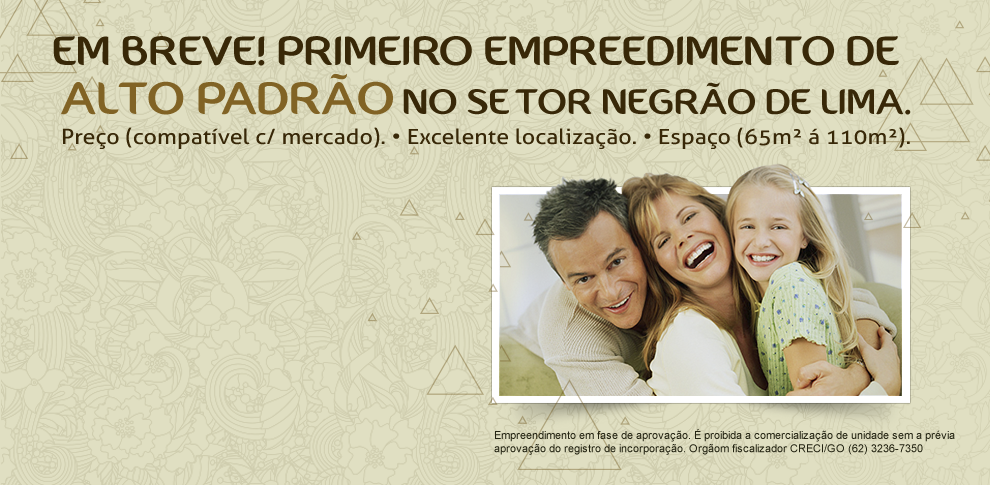 EM BREVE! PRIMEIRO EMPREEDIMENTO DE
ALTO PADRÃO NO SE TOR NEGRÃO DE LIMA.
Preço (compatível c/ mercado). • Excelente localização. • Espaço (65m² á 110m²).
Empreendimento em fase de aprovação. É proibida a comercialização de unidade sem a prévia
aprovação do registro de incorporação. Orgãom fiscalizador CRECI/GO (62) 3236-7350